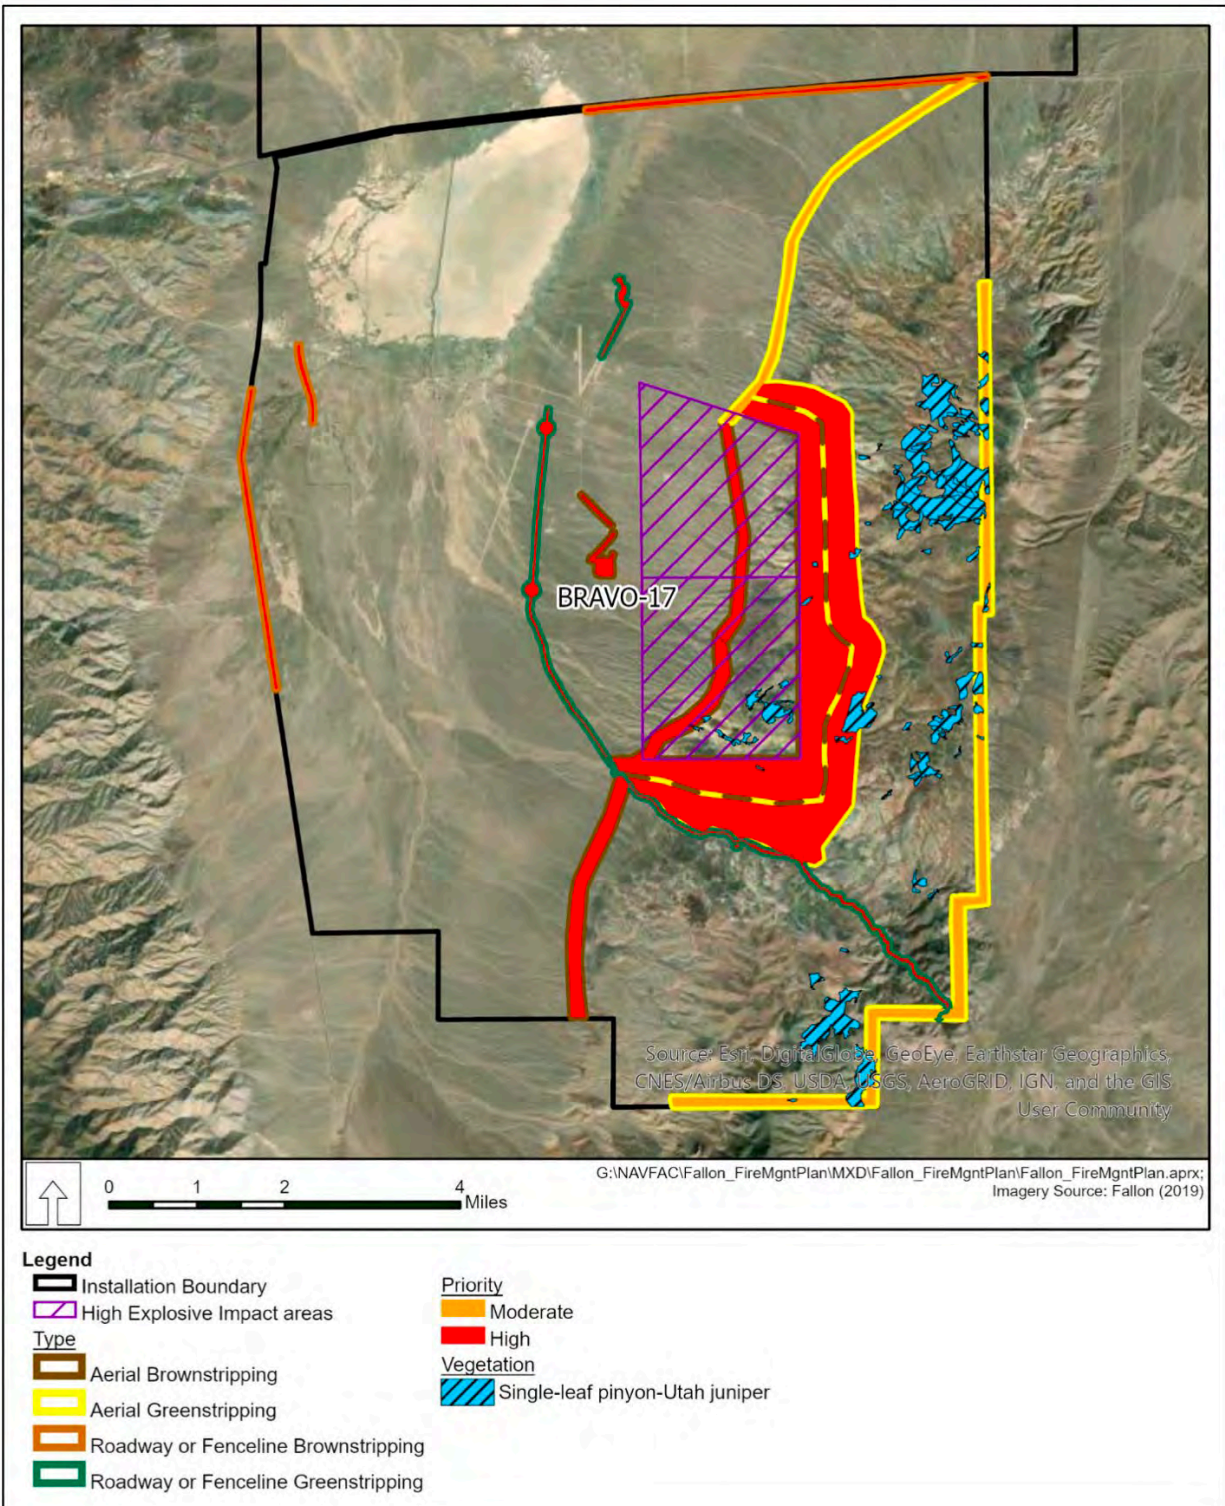 BRAVO-17
Source: Esri, DigitalGlobe, GeoEye, Earthstar Geographics,
CNES/Airbus DS, USDA, USGS, AeroGRID, IGN, and the GIS
User Community
0 1 2 4
Miles
G:\NAVFAC\Fallon_FireMgntPlan\MXD\Fallon_FireMgntPlan\Fallon_FireMgntPlan.aprx;
Imagery Source: Fallon (2019)
Legend
Installation Boundary
High Explosive Impact areas
Type
Aerial Brownstripping
Aerial Greenstripping
Roadway or Fenceline Brownstripping
Roadway or Fenceline Greenstripping
Priority
Moderate
High
Vegetation
Single-leaf pinyon-Utah juniper